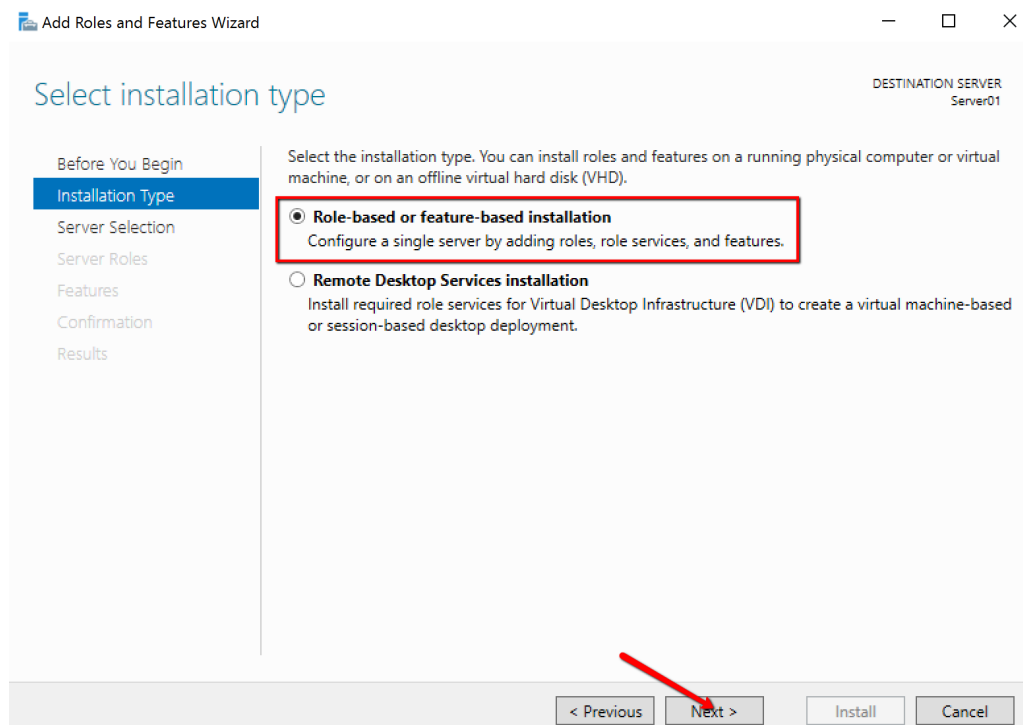 Add Roles and Features Wizard
Select installation type
DESTINATION SERVER
Server01
Before You Begin
Installation Type
Server Selection
Server Roles
Features
Confirmation
Results
Select the installation type. You can install roles and features on a running physical computer or virtual
machine, or on an offline virtual hard disk (VHD).
Role-based or feature-based installation
Configure a single server by adding roles, role services, and features.
Remote Desktop Services installation
Install required role services for Virtual Desktop Infrastructure (VDI) to create a virtual machine-based
or session-based desktop deployment.
< Previous
Next >
Install
Cancel